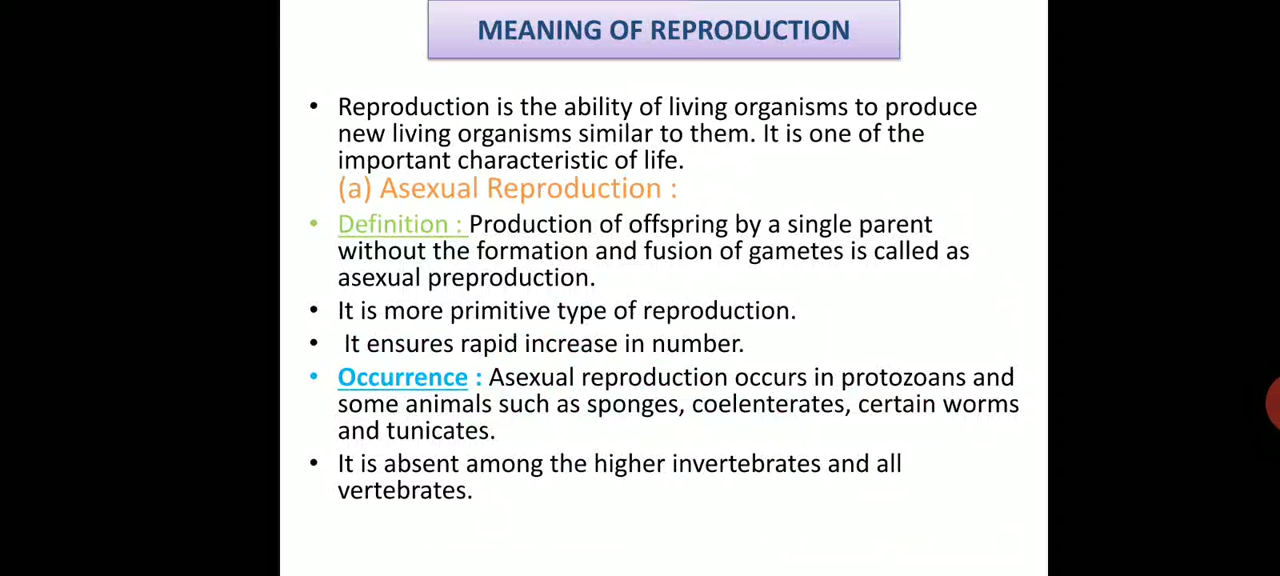 MEANING OF REPRODUCTION
• Reproduction is the ability of living organisms to produce
new living organisms similar to them. It is one of the
important characteristic of life.
(a) Asexual Reproduction :
• Definition : Production of offspring by a single parent
without the formation and fusion of gametes is called as
asexual preproduction.
• It is more primitive type of reproduction.
• It ensures rapid increase in number.
• Occurrence : Asexual reproduction occurs in protozoans and
some animals such as sponges, coelenterates, certain worms
and tunicates.
• It is absent among the higher invertebrates and all
vertebrates.